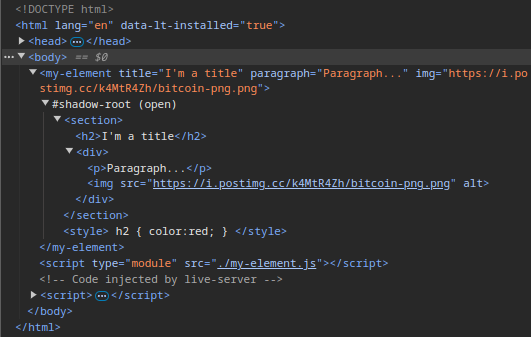 <!DOCTYPE html>
<html lang="en" data-lt-installed="true">
<head> ⋯ </head>
⋯ <body> == $0
<my-element title="I'm a title" paragraph="Paragraph..." img="https://i.po
stimg.cc/k4MtR4Zh/bitcoin-png.png">
#shadow-root (open)
<section>
<h2>I'm a title</h2>
<div>
<p>Paragraph...</p>
<img src="https://i.postimg.cc/k4MtR4Zh/bitcoin-png.png" alt>
</div>
</section>
<style> h2 { color:red; } </style>
</my-element>
<script type="module" src="./my-element.js"></script>
<!-- Code injected by live-server -->
<script> ⋯ </script>
</body>
</html>